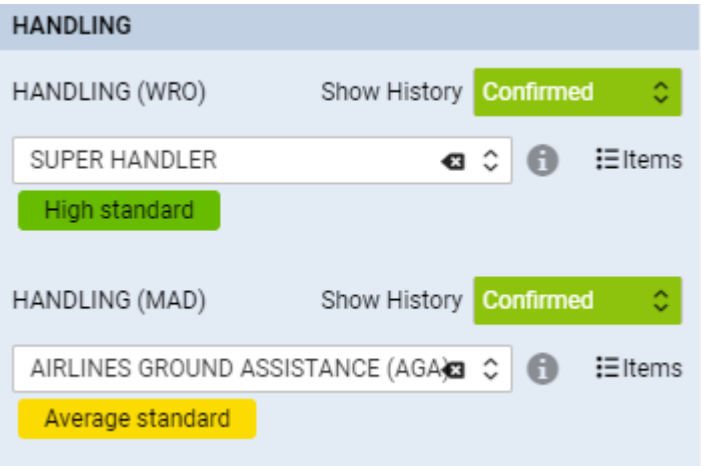 HANDLING
HANDLING (WRO) Show History Confirmed
SUPER HANDLER Items
High standard
HANDLING (MAD) Show History Confirmed
AIRLINES GROUND ASSISTANCE (AGA) Items
Average standard